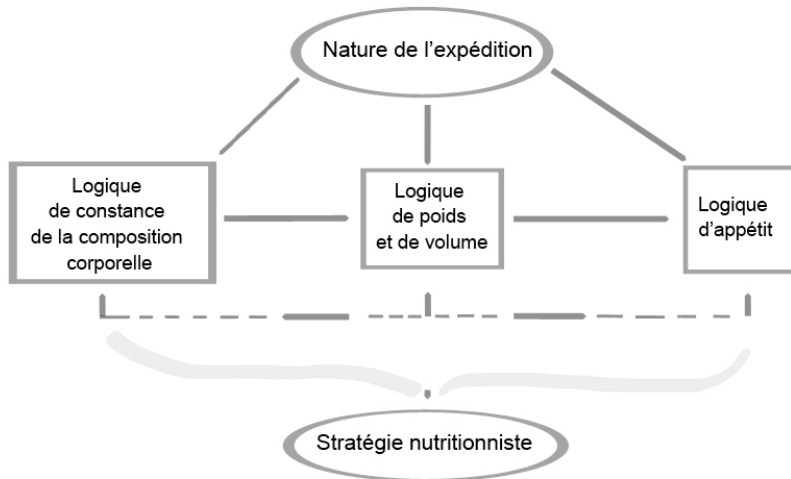 Nature de l’expédition
Logique
de constance
de la composition
corporelle
Logique
de poids
et de volume
Logique
d’appétit
Stratégie nutritionniste